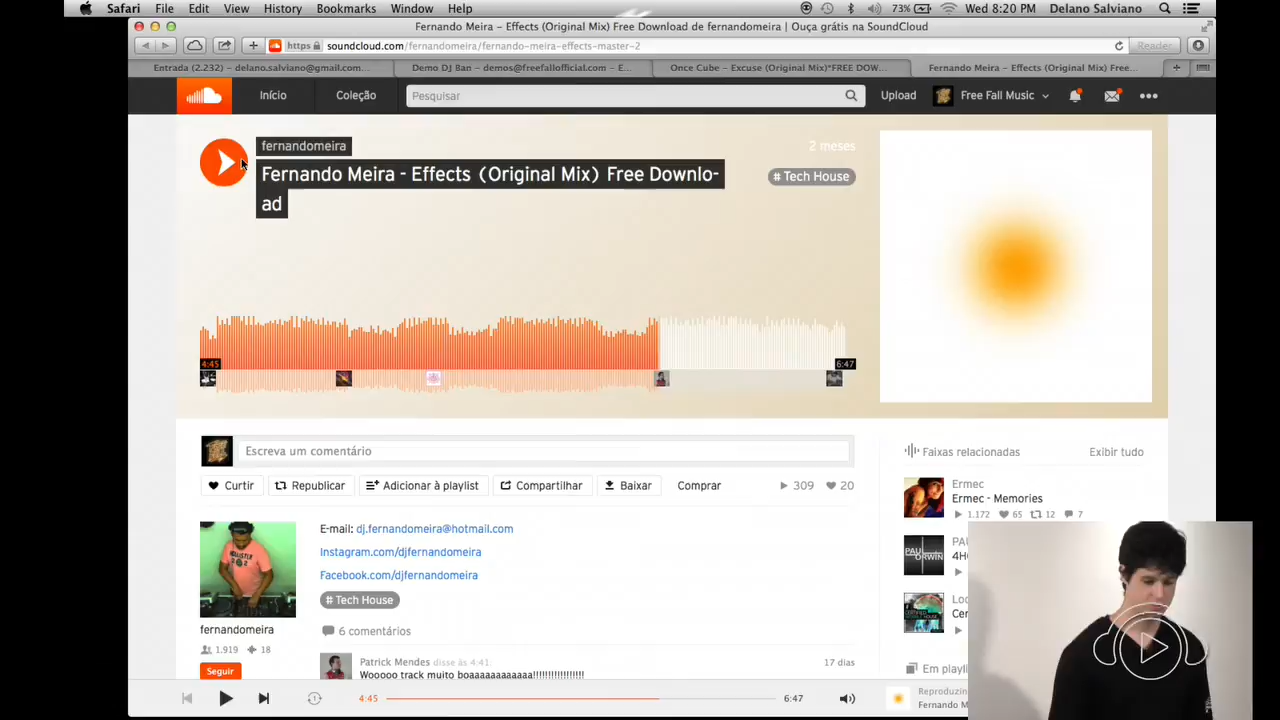 Safari File Edit View History Bookmarks Window Help 73% Wed 8:20 PM Delano Salviano
Fernando Meira – Effects (Original Mix) Free Download de fernandomeira | Ouça grátis na SoundCloud
https soundcloud.com/fernandomeira/fernando-meira-effects-master-2 Reader
Entrada (2.232) – delano.salviano@gmail.com... Demo DJ Ban – demos@freefallofficial.com – E... Once Cube – Excuse (Original Mix)*FREE DOW... Fernando Meira – Effects (Original Mix) Free...
Início Coleção Pesquisar Upload Free Fall Music
fernandomeira 2 meses
Fernando Meira - Effects (Original Mix) Free Downlo-
ad
# Tech House
4:45 6:47
Escreva um comentário
Curtir Republicar Adicionar à playlist Compartilhar Baixar Comprar 309 20
E-mail: dj.fernandomeira@hotmail.com
Instagram.com/djfernandomeira
Facebook.com/djfernandomeira
# Tech House
fernandomeira
1.919 18
Seguir
6 comentários
Patrick Mendes disse às 4:41. 17 dias
Wooooo track muito boaaaaaaaaaaaa!!!!!!!!!!!!!!!!!
Faixas relacionadas Exibir tudo
Ermec
Ermec - Memories
1.172 65 12 7
PAU
4H
Lo
Cer
Em playli
4:45 6:47
Reproduzin
Fernando M